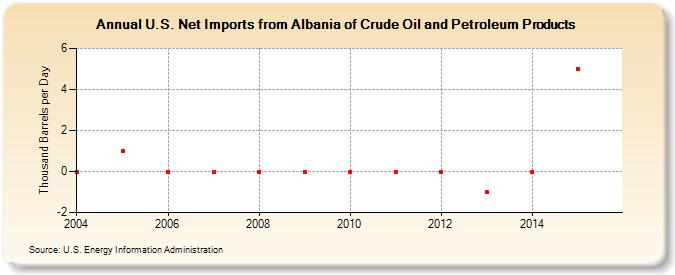 Annual U.S. Net Imports from Albania of Crude Oil and Petroleum Products
Thousand Barrels per Day
6
4
2
0
-2
2004 2006 2008 2010 2012 2014
Source: U.S. Energy Information Administration